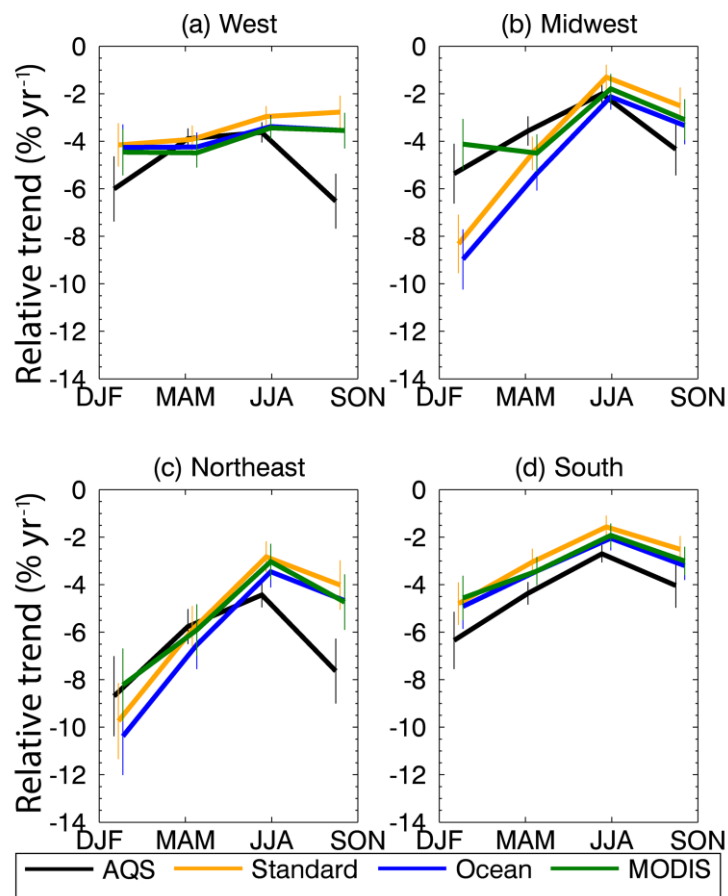 (a) West
(b) Midwest
Relative trend (% yr⁻¹)
0
-2
-4
-6
-8
-10
-12
-14
DJF MAM JJA SON
0
-2
-4
-6
-8
-10
-12
-14
DJF MAM JJA SON
(c) Northeast
(d) South
Relative trend (% yr⁻¹)
0
-2
-4
-6
-8
-10
-12
-14
DJF MAM JJA SON
0
-2
-4
-6
-8
-10
-12
-14
DJF MAM JJA SON
AQS Standard Ocean MODIS